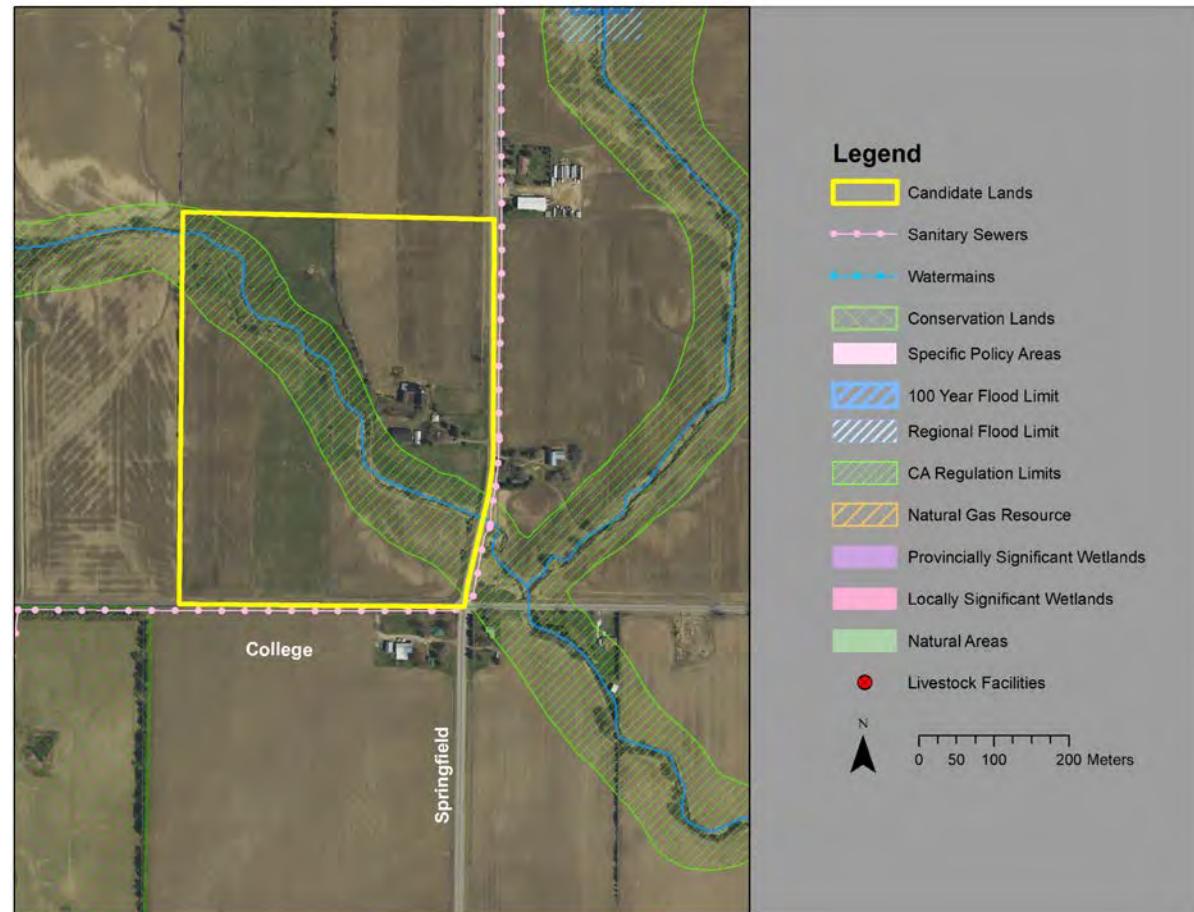 Legend
Candidate Lands
Sanitary Sewers
Watermains
Conservation Lands
Specific Policy Areas
100 Year Flood Limit
Regional Flood Limit
CA Regulation Limits
Natural Gas Resource
Provincially Significant Wetlands
Locally Significant Wetlands
Natural Areas
Livestock Facilities
N
0 50 100 200 Meters
College
Springfield